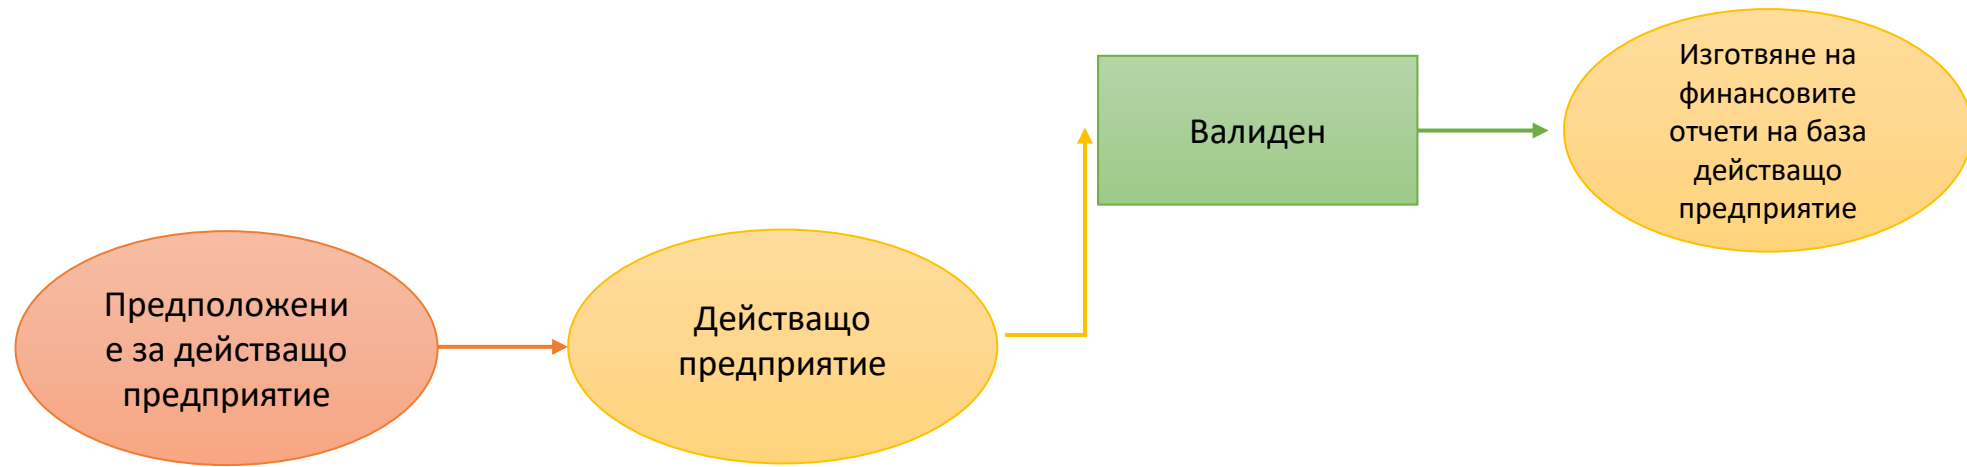 Предположени
е за действащо
предприятие
Действащо
предприятие
Валиден
Изготвяне на
финансовите
отчети на база
действащо
предприятие